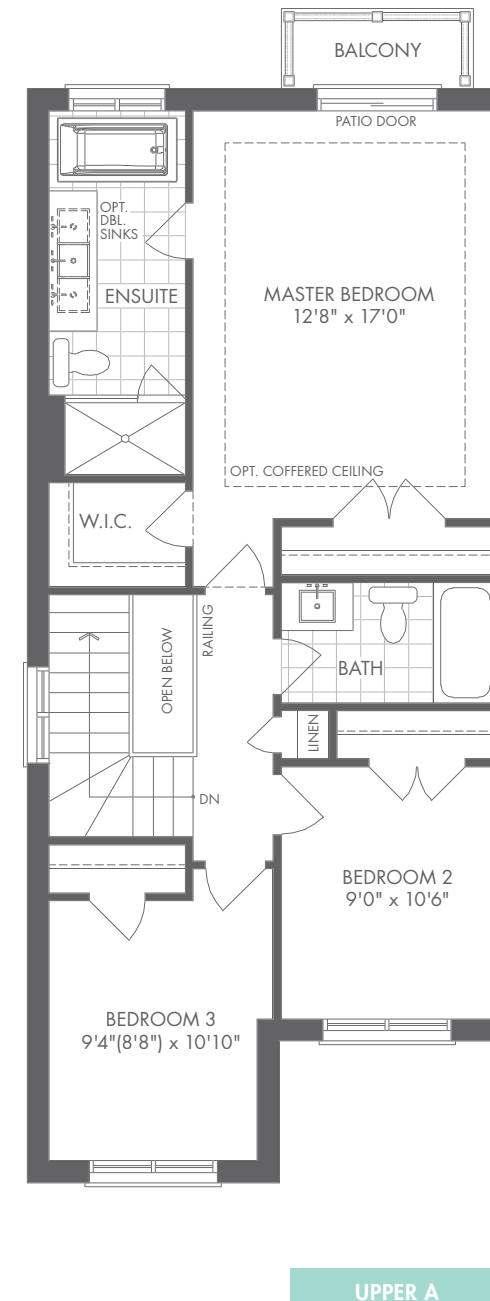 BALCONY
PATIO DOOR
OPT.
DBL.
SINKS
ENSUITE
MASTER BEDROOM
12'8" x 17'0"
OPT. COFFERED CEILING
W.I.C.
RAILING
OPEN BELOW
BATH
LINEN
DN
BEDROOM 2
9'0" x 10'6"
BEDROOM 3
9'4"(8'8") x 10'10"
UPPER A